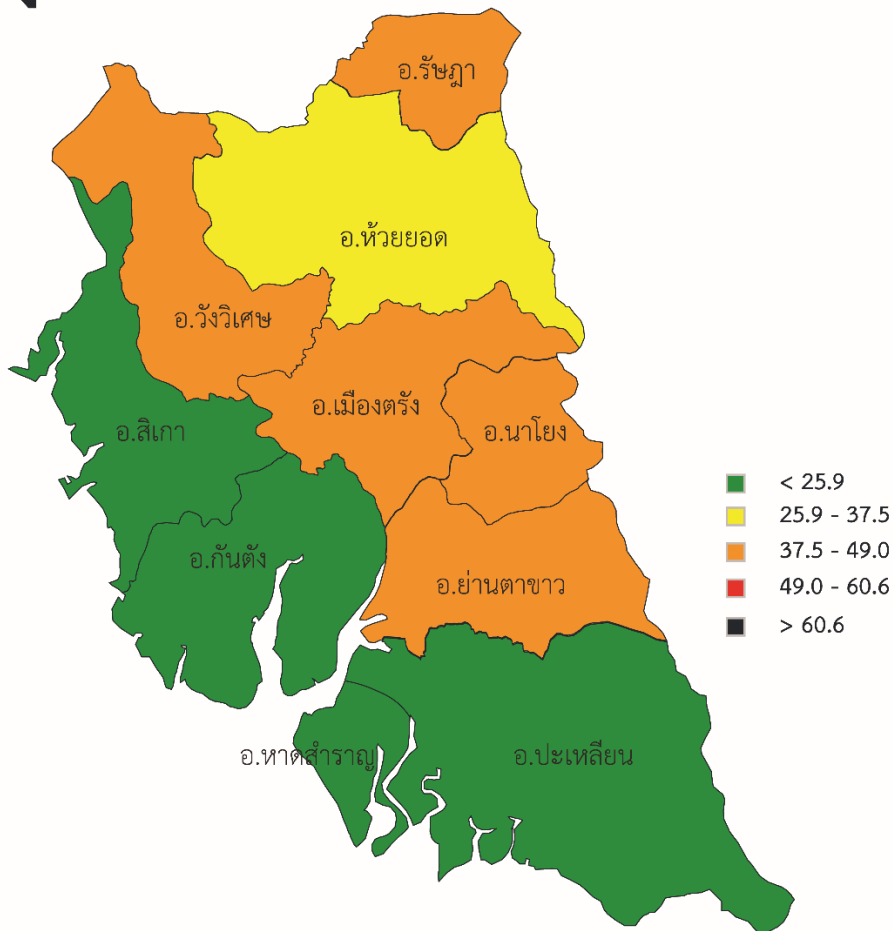 อ.รัษฎา
อ.ห้วยยอด
อ.วังวิเศษ
อ.เมืองตรัง
อ.สิเกา
อ.นาโยง
อ.กันตัง
อ.ย่านตาขาว
อ.หาดสำราญ
อ.ปะเหลียน
< 25.9
25.9 - 37.5
37.5 - 49.0
49.0 - 60.6
> 60.6